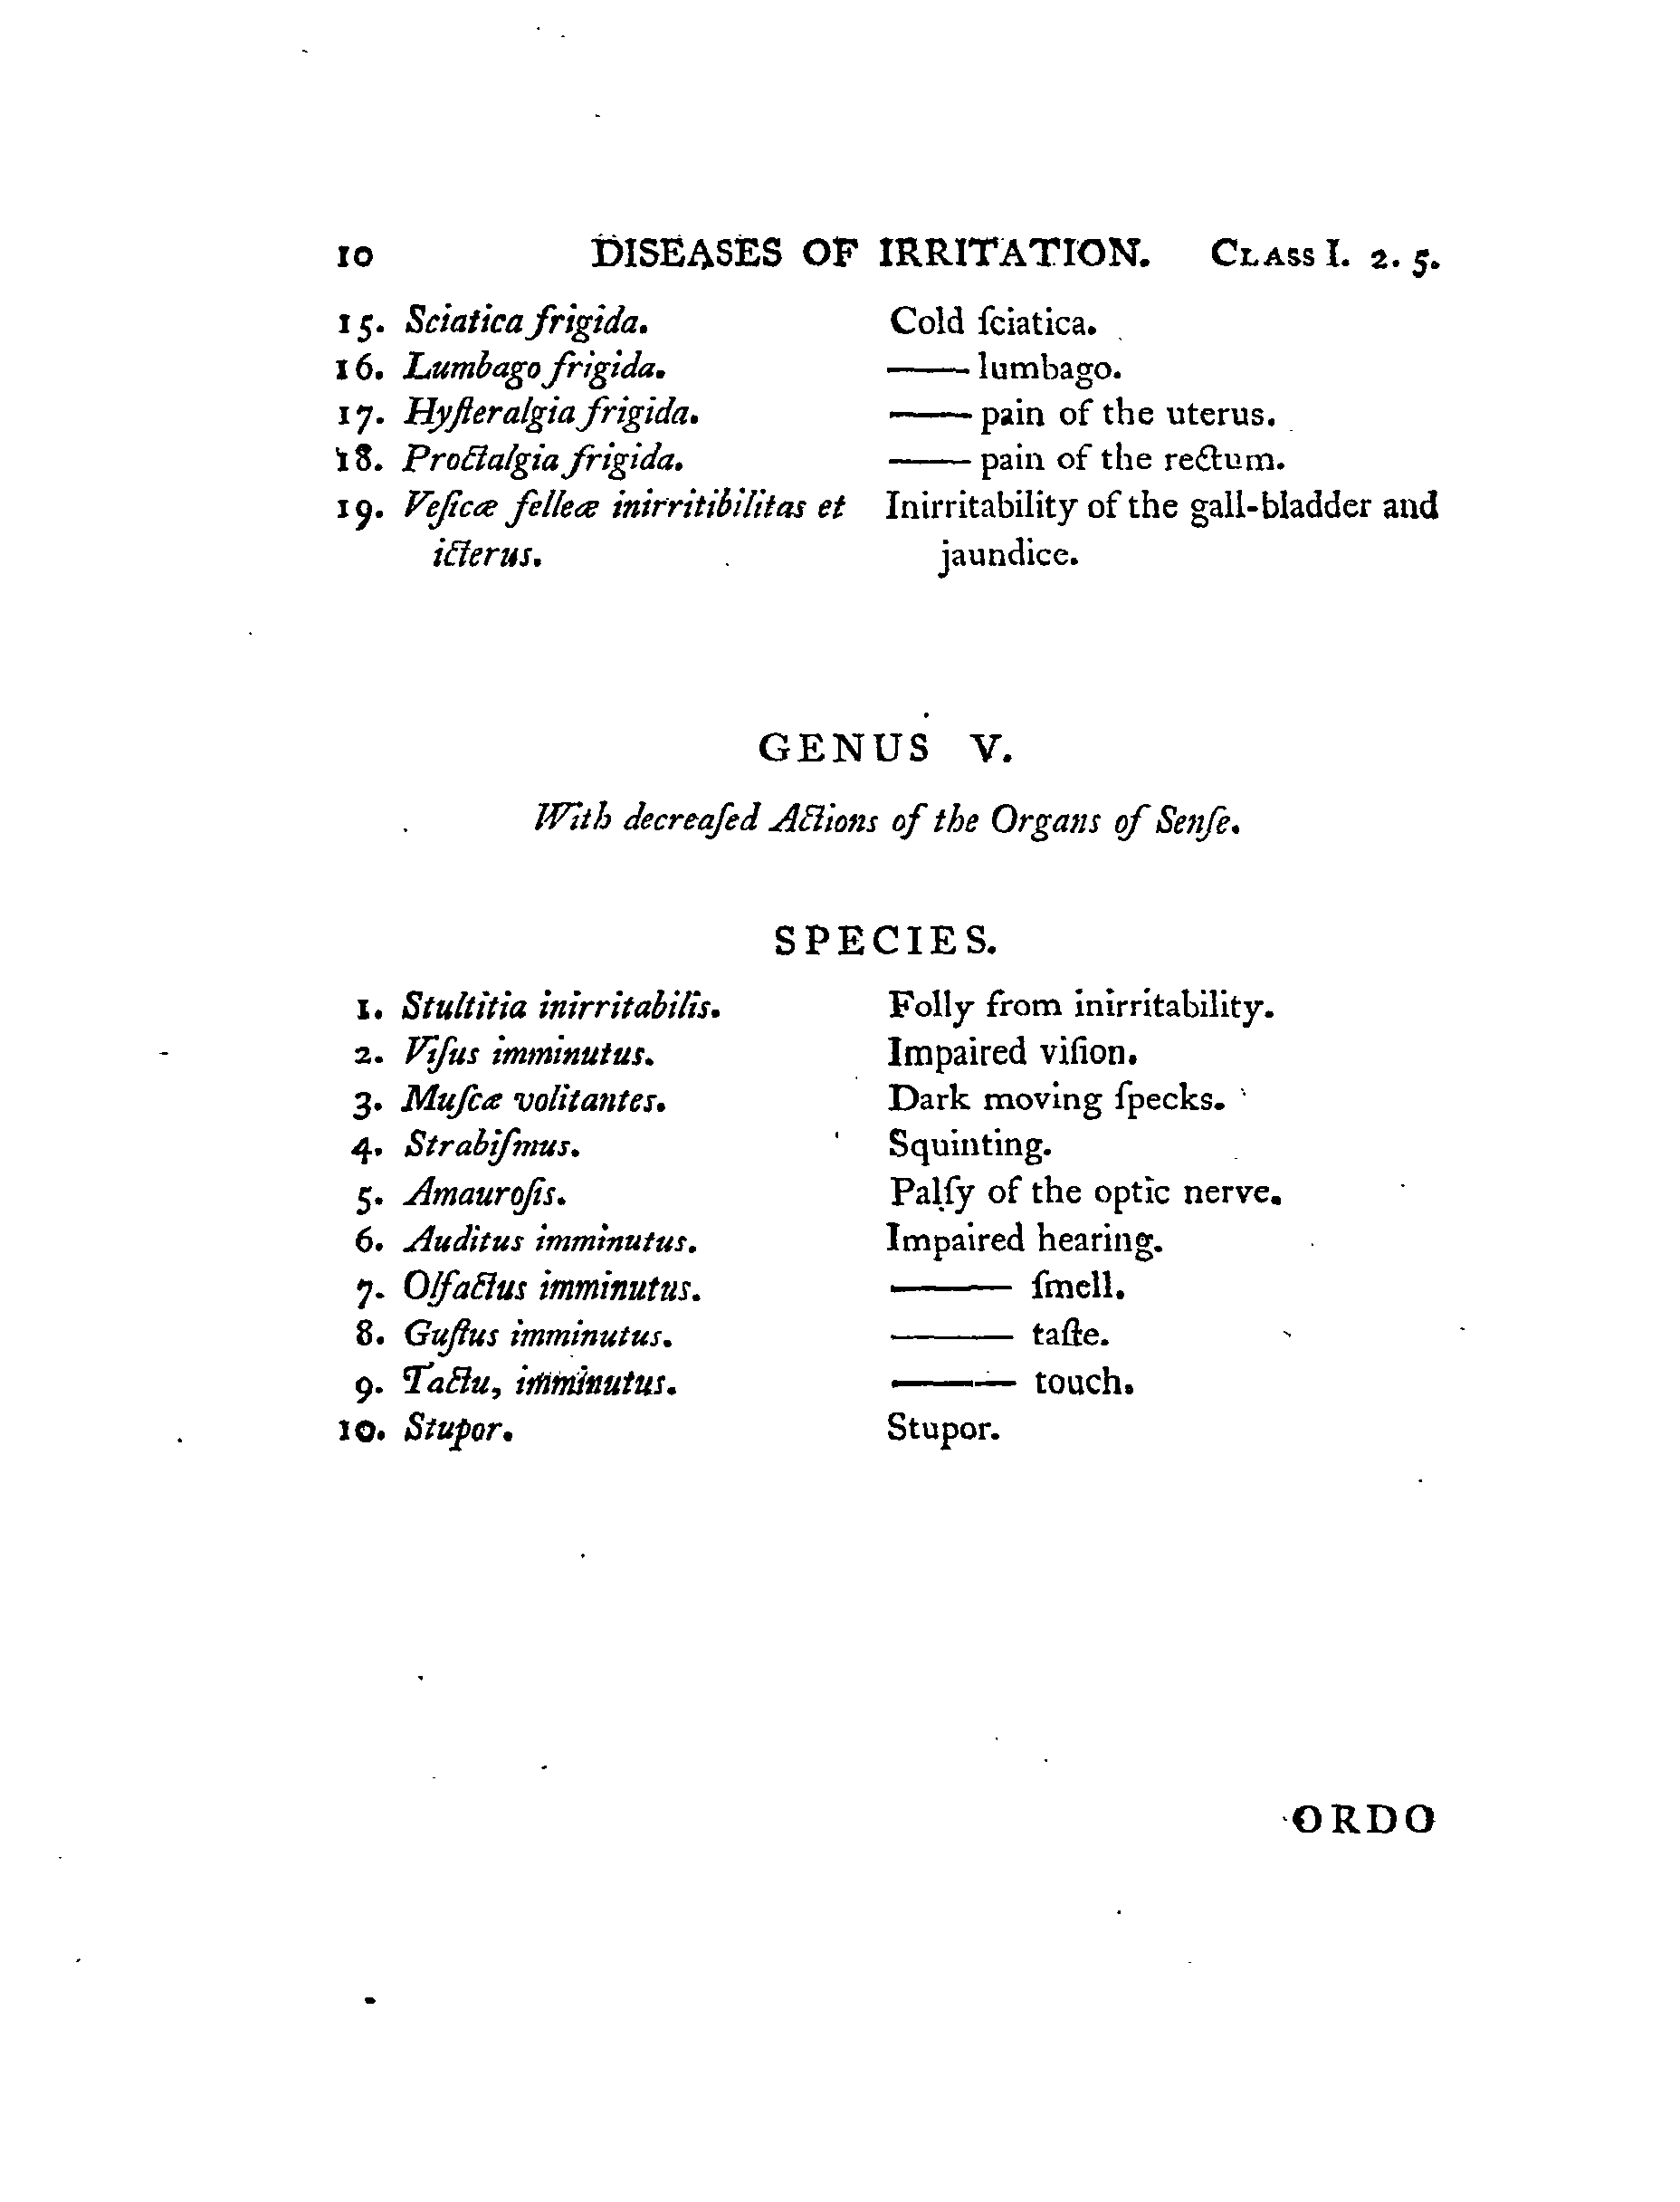 10 DISEASES OF IRRITATION. CLASS I. 2. 5.
15. Sciatica frigida. Cold ſciatica.
16. Lumbago frigida. —— lumbago.
17. Hyſteralgia frigida. —— pain of the uterus.
18. Proctalgia frigida. —— pain of the rectum.
19. Veſicæ felleæ inirritibilitas et Inirritability of the gall-bladder and
icterus. jaundice.
GENUS V.
With decreaſed Actions of the Organs of Senſe.
SPECIES.
1. Stultitia inirritabilis. Folly from inirritability.
2. Viſus imminutus. Impaired viſion.
3. Muſcæ volitantes. Dark moving ſpecks.
4. Strabiſmus. Squinting.
5. Amauroſis. Palſy of the optic nerve.
6. Auditus imminutus. Impaired hearing.
7. Olfactus imminutus. ——— ſmell.
8. Guſtus imminutus. ——— taſte.
9. Tactu, imminutus. ——— touch.
10. Stupor. Stupor.
ORDO